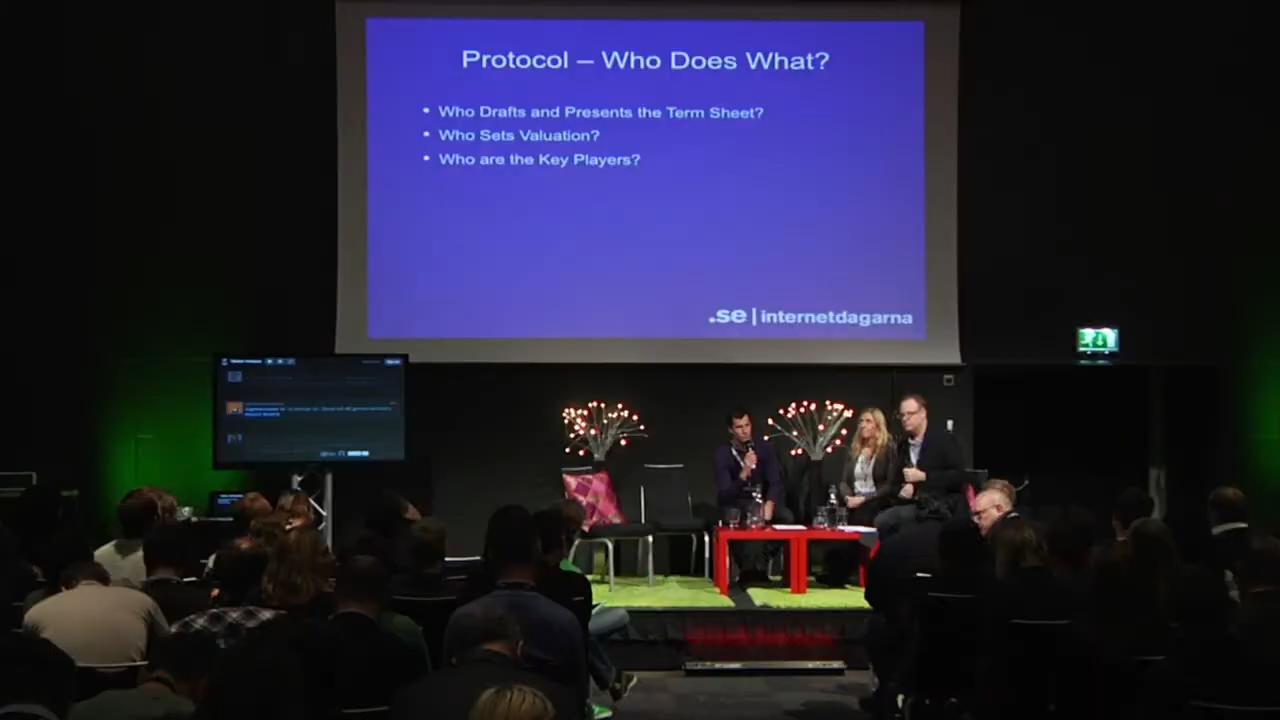 Protocol – Who Does What?
• Who Drafts and Presents the Term Sheet?
• Who Sets Valuation?
• Who are the Key Players?
.se | internetdagarna